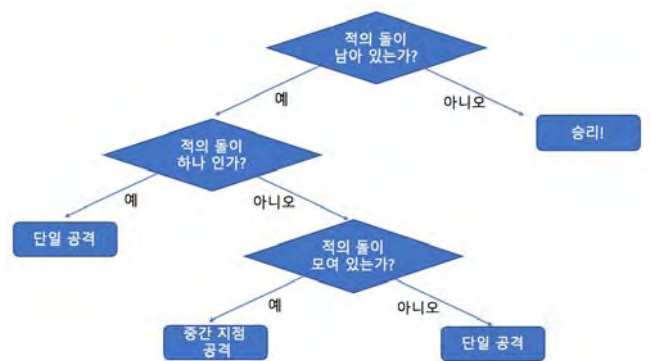 적의 돌이
남아 있는가?
예
아니오
승리!
적의 돌이
하나 인가?
예
아니오
단일 공격
적의 돌이
모여 있는가?
예
아니오
중간 지점
공격
단일 공격